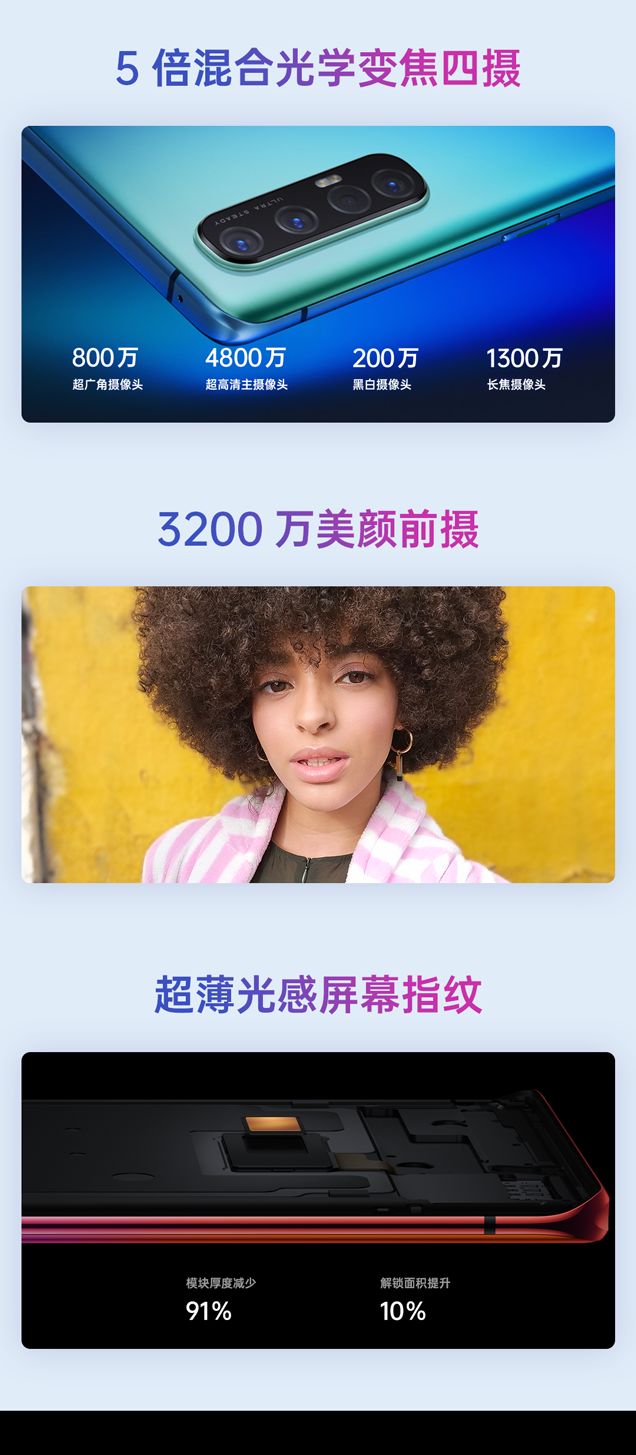 5 倍混合光学变焦四摄
ULTRA STEADY
800万 4800万 200万 1300万
超广角摄像头 超高清主摄像头 黑白摄像头 长焦摄像头
3200 万美颜前摄
超薄光感屏幕指纹
模块厚度减少 解锁面积提升
91% 10%